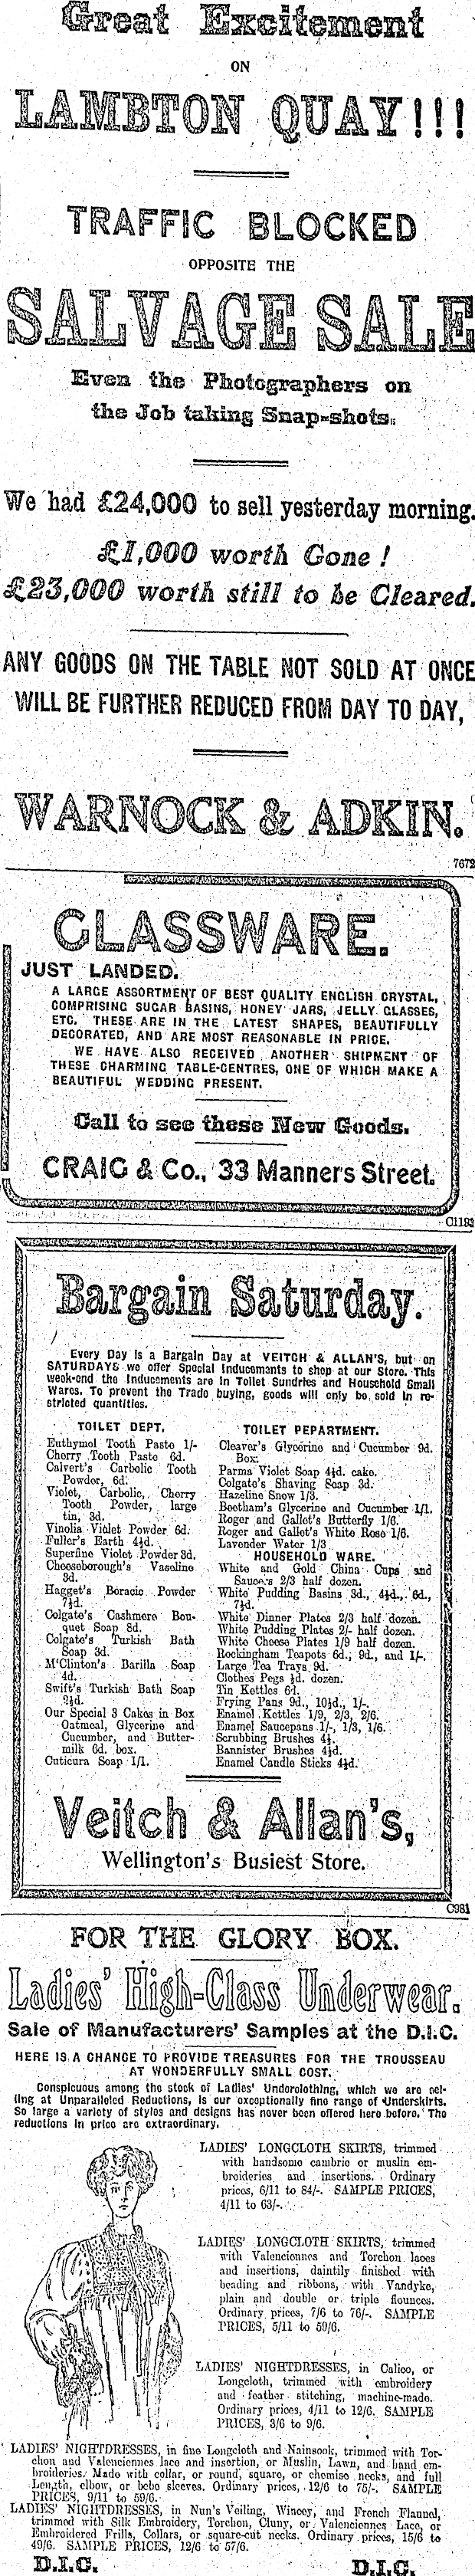 Great Excitement
ON
LAMBTON QUAY!!!
TRAFFIC BLOCKED
OPPOSITE THE
SALVAGE SALE
Even the Photographers on
the Job taking Snap-shots.
We had £24,000 to sell yesterday morning.
£1,000 worth Gone!
£23,000 worth still to be Cleared.
ANY GOODS ON THE TABLE NOT SOLD AT ONCE
WILL BE FURTHER REDUCED FROM DAY TO DAY,
WARNOCK & ADKIN.
7672
GLASSWARE.
JUST LANDED.
A LARGE ASSORTMENT OF BEST QUALITY ENGLISH CRYSTAL,
COMPRISING SUGAR BASINS, HONEY JARS, JELLY GLASSES,
ETC. THESE ARE IN THE LATEST SHAPES, BEAUTIFULLY
DECORATED, AND ARE MOST REASONABLE IN PRICE.
WE HAVE ALSO RECEIVED ANOTHER SHIPMENT OF
THESE CHARMING TABLE-CENTRES, ONE OF WHICH MAKE A
BEAUTIFUL WEDDING PRESENT.
Call to see these New Goods.
CRAIG & Co., 33 Manners Street.
C1183
Bargain Saturday.
Every Day is a Bargain Day at VEITCH & ALLAN'S, but on
SATURDAYS we offer Special Inducements to shop at our Store. This
week-end the Inducements are in Toilet Sundries and Household Small
Wares. To prevent the Trade buying, goods will only be sold in re-
stricted quantities.
TOILET DEPT.
Euthymol Tooth Paste 1/-
Cherry Tooth Paste 6d.
Calvert's Carbolic Tooth
Powder, 6d.
Violet, Carbolic, Cherry
Tooth Powder, large
tin, 3d.
Vinolia Violet Powder 6d.
Fuller's Earth 4½d.
Superfine Violet Powder 3d.
Cheeseborough's Vaseline
3d.
Hagget's Boracic Powder
7½d.
Colgate's Cashmere Bou-
quet Soap 8d.
Colgate's Turkish Bath
Soap 3d.
M'Clinton's Barilla Soap
4d.
Swift's Turkish Bath Soap
2½d.
Our Special 3 Cakes in Box
Oatmeal, Glycerine and
Cucumber, and Butter-
milk 6d. box.
Cuticura Soap 1/1.
TOILET PEPARTMENT.
Cleaver's Glycerine and Cucumber 9d.
Box.
Parma Violet Soap 4½d. cake.
Colgate's Shaving Soap 3d.
Hazeline Snow 1/3.
Beetham's Glycerine and Cucumber 1/1.
Roger and Gallet's Butterfly 1/6.
Roger and Gallet's White Rose 1/6.
Lavender Water 1/3
HOUSEHOLD WARE.
White and Gold China Cups and
Saucers 2/3 half dozen.
White Pudding Basins 3d., 4½d., 6d.,
7½d.
White Dinner Plates 2/3 half dozen.
White Pudding Plates 2/- half dozen.
White Cheese Plates 1/9 half dozen.
Rockingham Teapots 6d., 9d., and 1/-.
Large Tea Trays 9d.
Clothes Pegs ½d. dozen.
Tin Kettles 6d.
Frying Pans 9d., 10½d., 1/-.
Enamel Kettles 1/9, 2/3, 2/6.
Enamel Saucepans 1/-, 1/3, 1/6.
Scrubbing Brushes 4½.
Bannister Brushes 4½d.
Enamel Candle Sticks 4½d.
Veitch & Allan's,
Wellington's Busiest Store.
C981
FOR THE GLORY BOX.
Ladies' High-Class Underwear.
Sale of Manufacturers' Samples at the D.I.C.
HERE IS A CHANCE TO PROVIDE TREASURES FOR THE TROUSSEAU
AT WONDERFULLY SMALL COST.
Conspicuous among the stock of Ladies' Underclothing, which we are sel-
ling at Unparalleled Reductions, is our exceptionally fine range of Underskirts.
So large a variety of styles and designs has never been offered here before. The
reductions in price are extraordinary.
LADIES' LONGCLOTH SKIRTS, trimmed
with handsome cambric or muslin em-
broideries and insertions. Ordinary
prices, 6/11 to 84/-. SAMPLE PRICES,
4/11 to 63/-.
LADIES' LONGCLOTH SKIRTS, trimmed
with Valenciennes and Torchon laces
and insertions, daintily finished with
beading and ribbons, with Vandyke,
plain and double or triple flounces.
Ordinary prices, 7/6 to 76/-. SAMPLE
PRICES, 5/11 to 59/6.
LADIES' NIGHTDRESSES, in Calico, or
Longcloth, trimmed with embroidery
and feather stitching, machine-made.
Ordinary prices, 4/11 to 12/6. SAMPLE
PRICES, 3/6 to 9/6.
LADIES' NIGHTDRESSES, in fine Longcloth and Nainsook, trimmed with Tor-
chon and Valenciennes lace and insertion, or Muslin, Lawn, and hand em-
broideries. Made with collar, or round, square, or chemise necks, and full
Length, elbow, or bebe sleeves. Ordinary prices, 12/6 to 75/-. SAMPLE
PRICES, 9/11 to 59/6.
LADIES' NIGHTDRESSES, in Nun's Veiling, Wincey, and French Flannel,
trimmed with Silk Embroidery, Torchon, Cluny, or Valenciennes Lace, or
Embroidered Frills, Collars, or square-cut necks. Ordinary prices, 15/6 to
49/6. SAMPLE PRICES, 12/6 to 57/6.
D.I.C. D.I.C.